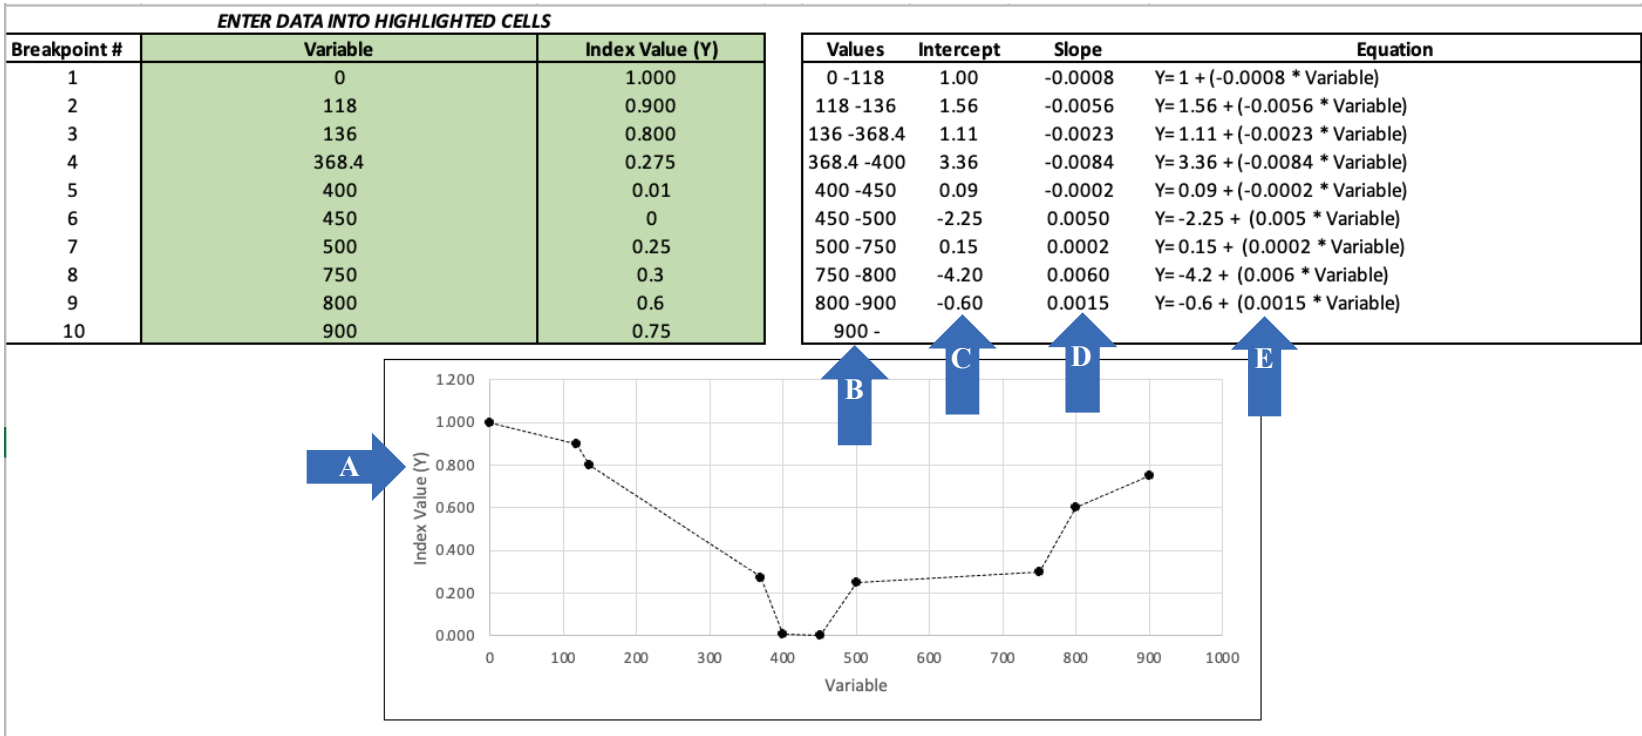 ENTER DATA INTO HIGHLIGHTED CELLS
Breakpoint # Variable Index Value (Y) Values Intercept Slope Equation
1 0 1.000 0 -118 1.00 -0.0008 Y= 1 + (-0.0008 * Variable)
2 118 0.900 118 -136 1.56 -0.0056 Y= 1.56 + (-0.0056 * Variable)
3 136 0.800 136 -368.4 1.11 -0.0023 Y= 1.11 + (-0.0023 * Variable)
4 368.4 0.275 368.4 -400 3.36 -0.0084 Y= 3.36 + (-0.0084 * Variable)
5 400 0.01 400 -450 0.09 -0.0002 Y= 0.09 + (-0.0002 * Variable)
6 450 0 450 -500 -2.25 0.0050 Y= -2.25 + (0.005 * Variable)
7 500 0.25 500 -750 0.15 0.0002 Y= 0.15 + (0.0002 * Variable)
8 750 0.3 750 -800 -4.20 0.0060 Y= -4.2 + (0.006 * Variable)
9 800 0.6 800 -900 -0.60 0.0015 Y= -0.6 + (0.0015 * Variable)
10 900 0.75 900 -
B C D E
A
Index Value (Y)
1.200
1.000
0.800
0.600
0.400
0.200
0.000
0 100 200 300 400 500 600 700 800 900 1000
Variable